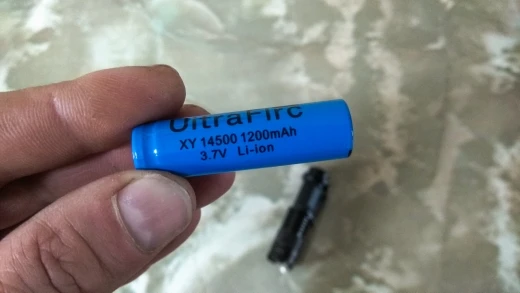 UltraFirc
XY 14500 1200mAh
3.7V Li-ion